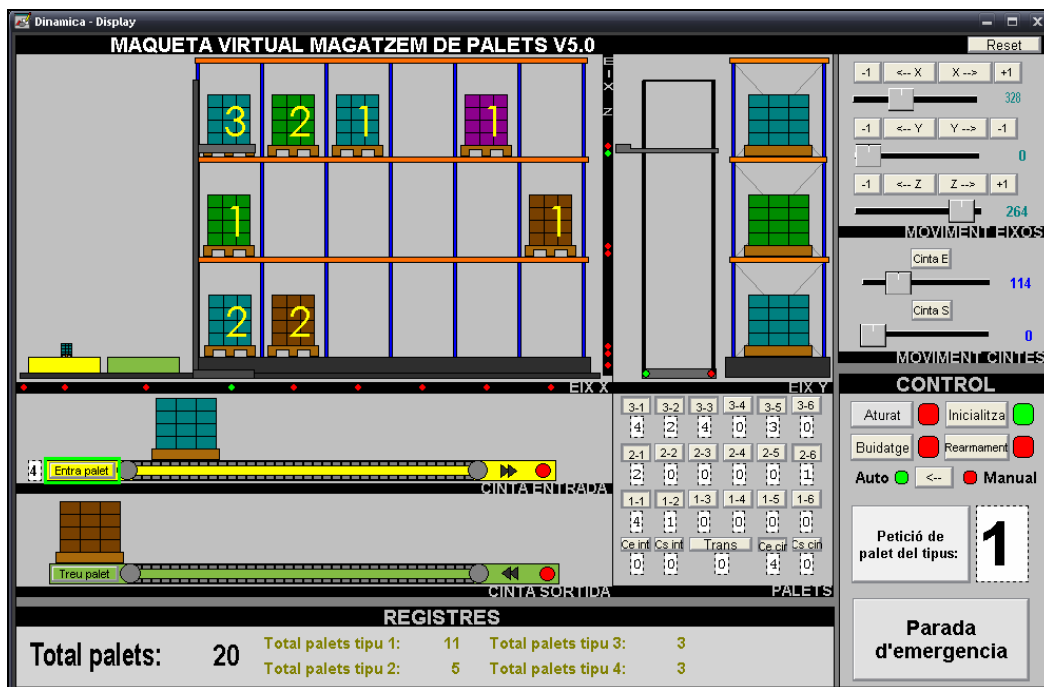 Dinamica - Display
MAQUETA VIRTUAL MAGATZEM DE PALETS V5.0
Reset
3 2 1 1
1 1
2 2
EIX Z
EIX X
EIX Y
-1 <-- X X --> +1
328
-1 <-- Y Y --> -1
0
-1 <-- Z Z --> +1
264
MOVIMENT EIXOS
Cinta E
114
Cinta S
0
MOVIMENT CINTES
4 Entra palet
CINTA ENTRADA
Treu palet
CINTA SORTIDA
3-1 3-2 3-3 3-4 3-5 3-6
4 2 4 0 3 0
2-1 2-2 2-3 2-4 2-5 2-6
2 0 0 0 0 1
1-1 1-2 1-3 1-4 1-5 1-6
4 1 0 0 0 0
Ce int Cs int Trans Ce cin Cs cin
0 0 0 4 0
PALETS
CONTROL
Aturat Inicialitza
Buidatge Rearmament
Auto <-- Manual
Petició de
palet del tipus:
1
Parada
d'emergencia
REGISTRES
Total palets: 20
Total palets tipu 1: 11 Total palets tipu 3: 3
Total palets tipu 2: 5 Total palets tipu 4: 3